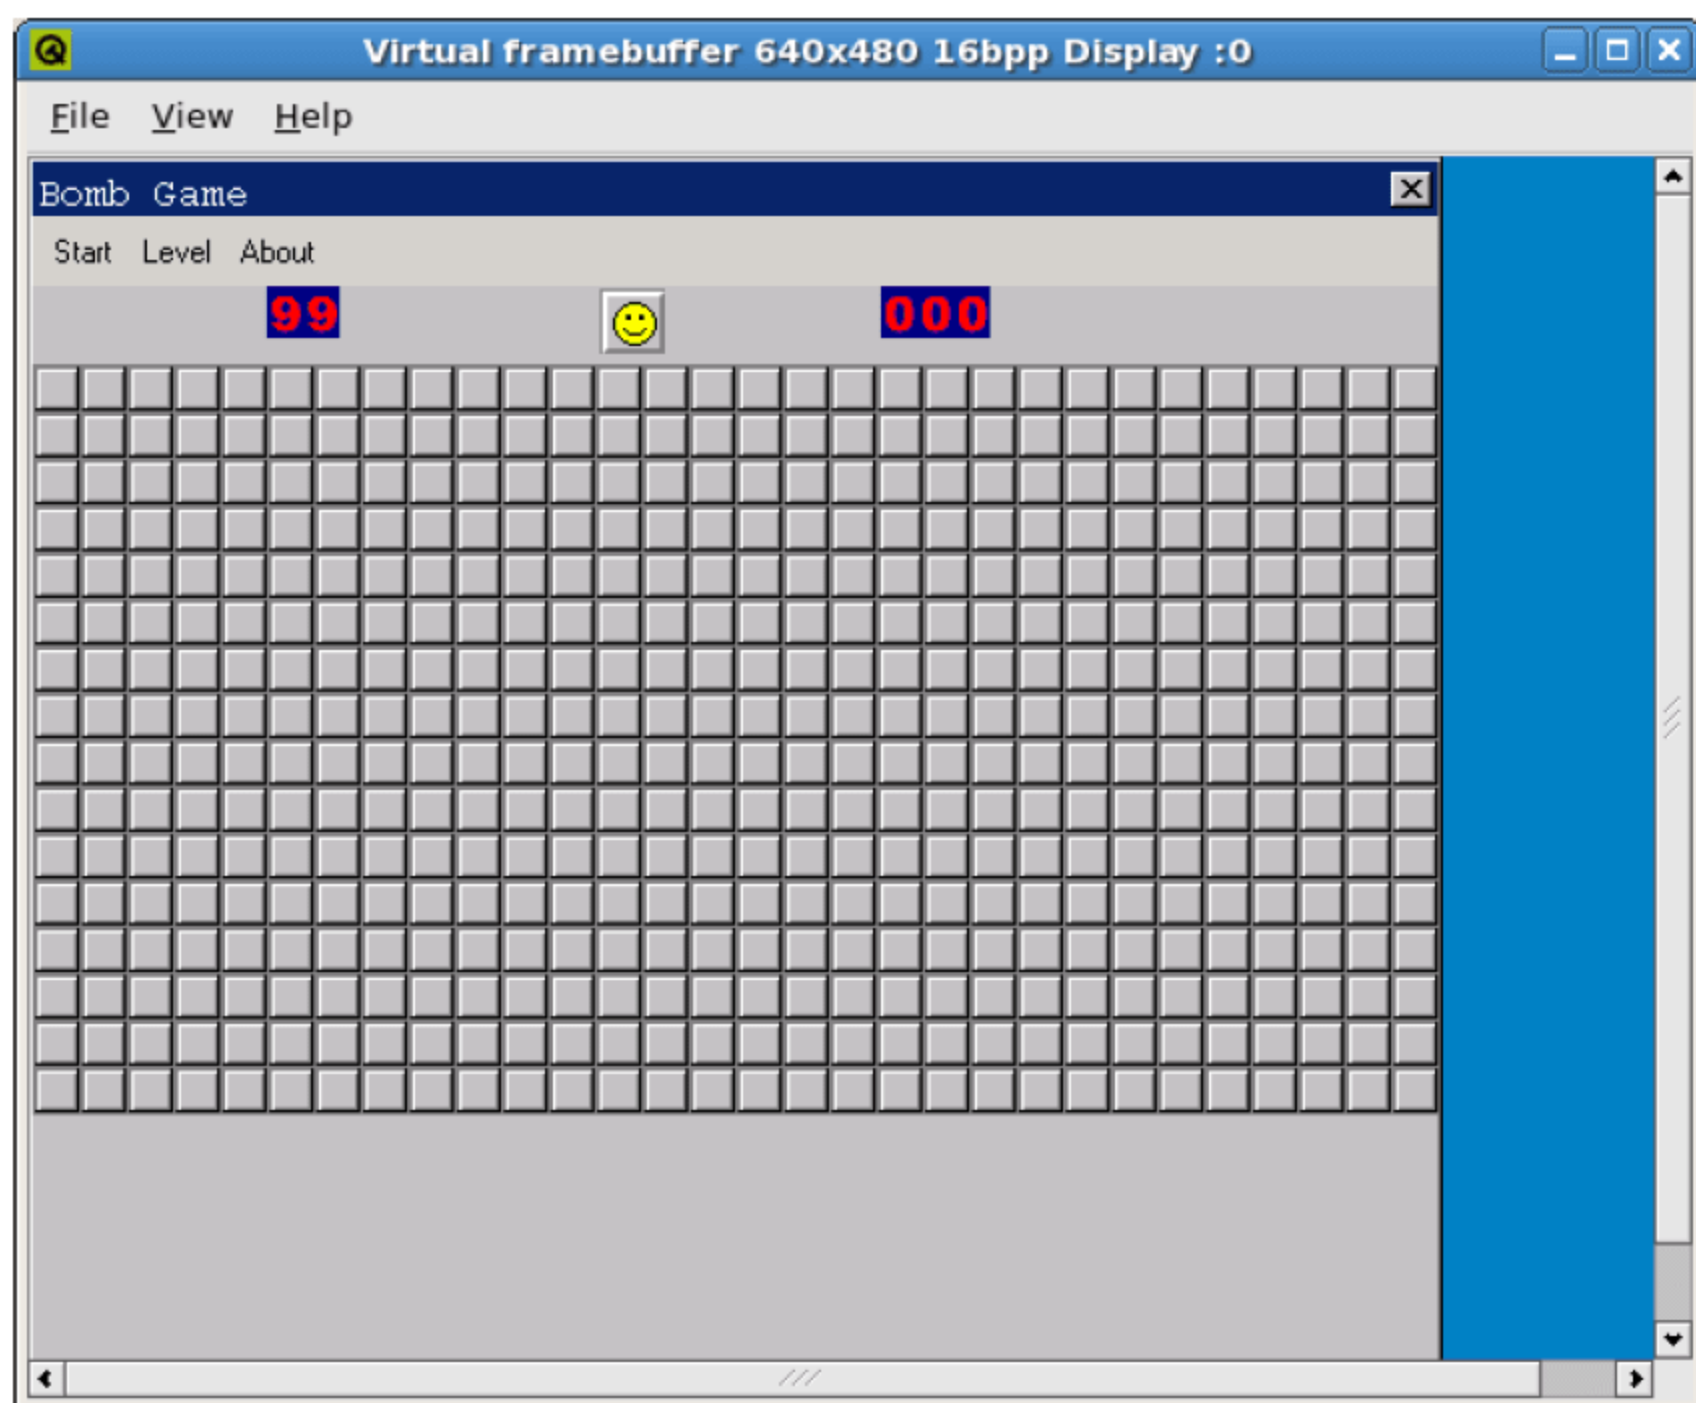 Virtual framebuffer 640x480 16bpp Display :0
File View Help
Bomb Game
Start Level About
99 000